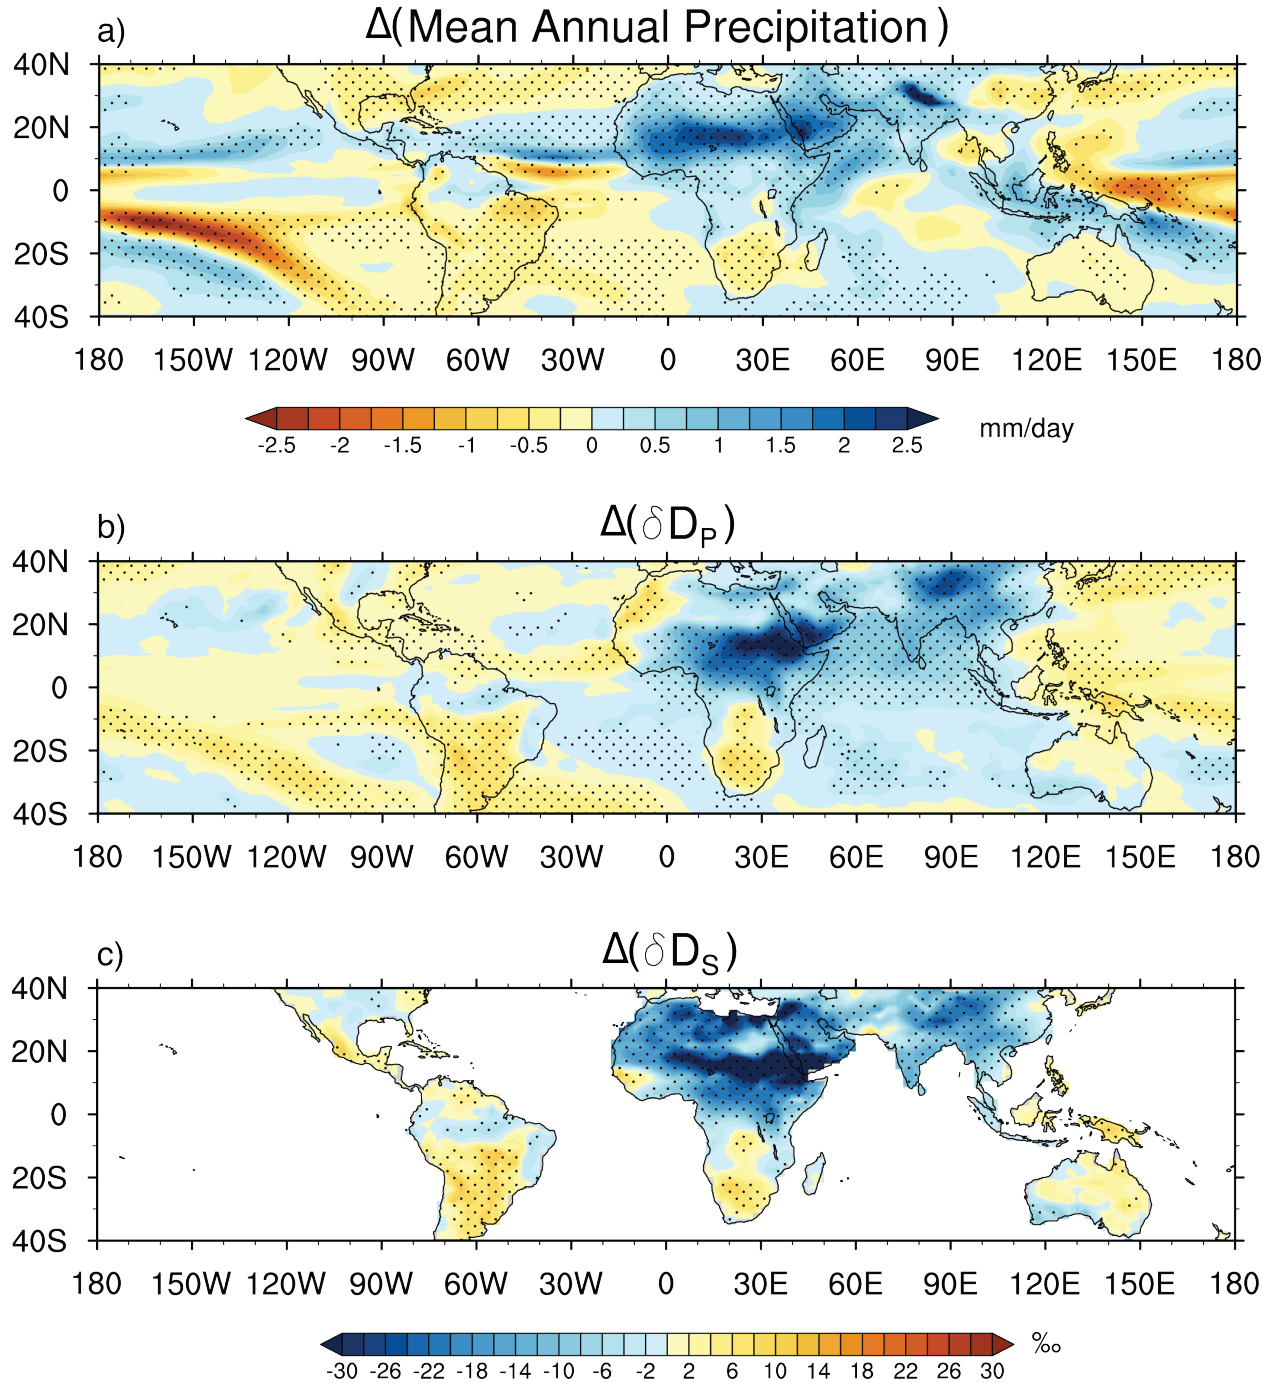 a) Δ(Mean Annual Precipitation)
40N
20N
0
20S
40S
180 150W 120W 90W 60W 30W 0 30E 60E 90E 120E 150E 180
-2.5 -2 -1.5 -1 -0.5 0 0.5 1 1.5 2 2.5 mm/day
b) Δ(δD_P)
40N
20N
0
20S
40S
180 150W 120W 90W 60W 30W 0 30E 60E 90E 120E 150E 180
c) Δ(δD_S)
40N
20N
0
20S
40S
180 150W 120W 90W 60W 30W 0 30E 60E 90E 120E 150E 180
-30 -26 -22 -18 -14 -10 -6 -2 2 6 10 14 18 22 26 30 ‰